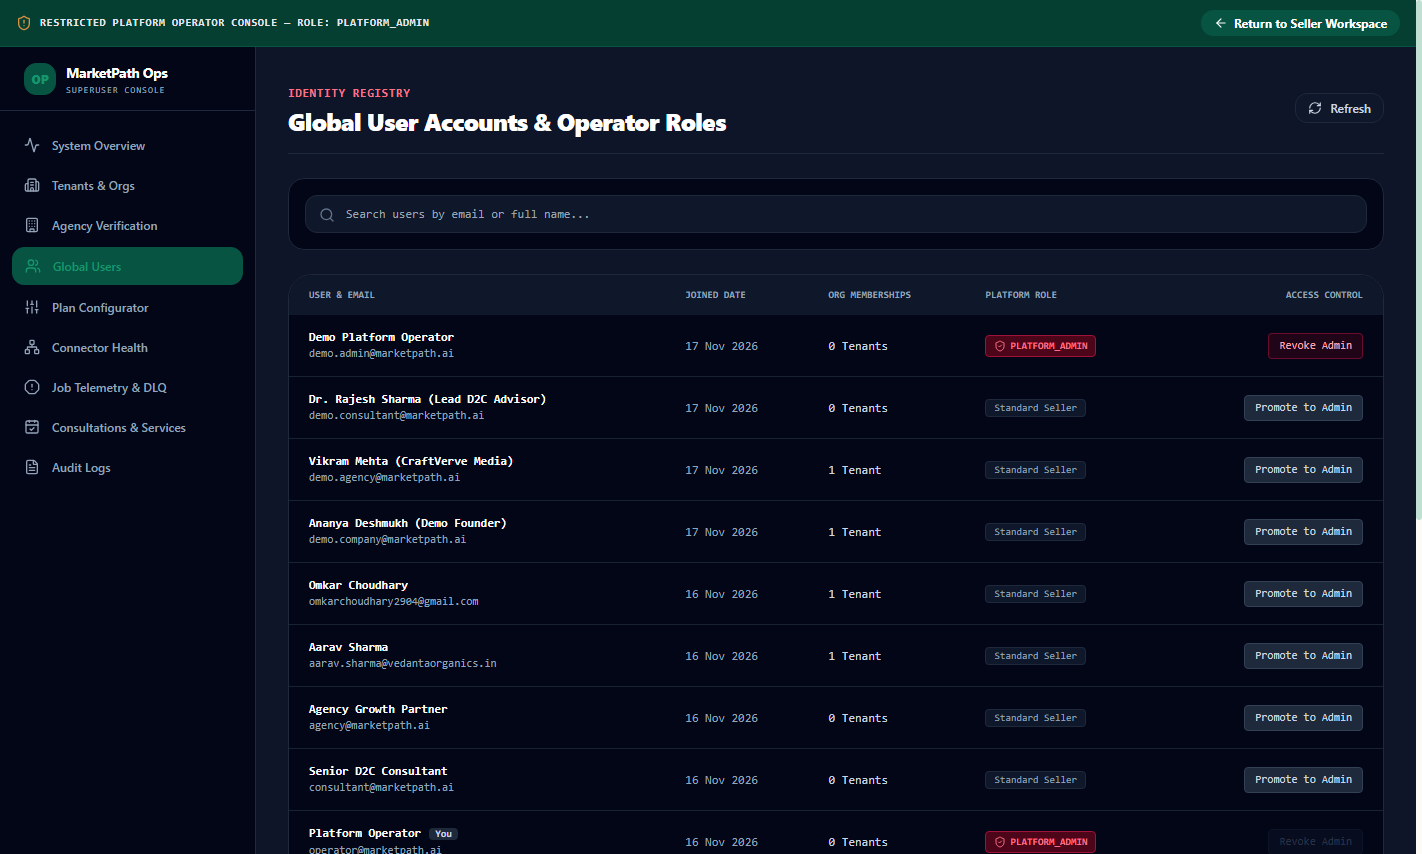 RESTRICTED PLATFORM OPERATOR CONSOLE — ROLE: PLATFORM_ADMIN
Return to Seller Workspace
OP
MarketPath Ops
SUPERUSER CONSOLE
System Overview
Tenants & Orgs
Agency Verification
Global Users
Plan Configurator
Connector Health
Job Telemetry & DLQ
Consultations & Services
Audit Logs
IDENTITY REGISTRY
Global User Accounts & Operator Roles
Refresh
Search users by email or full name...
USER & EMAIL JOINED DATE ORG MEMBERSHIPS PLATFORM ROLE ACCESS CONTROL
Demo Platform Operator
demo.admin@marketpath.ai
17 Nov 2026 0 Tenants PLATFORM_ADMIN Revoke Admin
Dr. Rajesh Sharma (Lead D2C Advisor)
demo.consultant@marketpath.ai
17 Nov 2026 0 Tenants Standard Seller Promote to Admin
Vikram Mehta (CraftVerve Media)
demo.agency@marketpath.ai
17 Nov 2026 1 Tenant Standard Seller Promote to Admin
Ananya Deshmukh (Demo Founder)
demo.company@marketpath.ai
17 Nov 2026 1 Tenant Standard Seller Promote to Admin
Omkar Choudhary
omkarchoudhary2904@gmail.com
16 Nov 2026 1 Tenant Standard Seller Promote to Admin
Aarav Sharma
aarav.sharma@vedantaorganics.in
16 Nov 2026 1 Tenant Standard Seller Promote to Admin
Agency Growth Partner
agency@marketpath.ai
16 Nov 2026 0 Tenants Standard Seller Promote to Admin
Senior D2C Consultant
consultant@marketpath.ai
16 Nov 2026 0 Tenants Standard Seller Promote to Admin
Platform Operator You
operator@marketpath.ai
16 Nov 2026 0 Tenants PLATFORM_ADMIN Revoke Admin